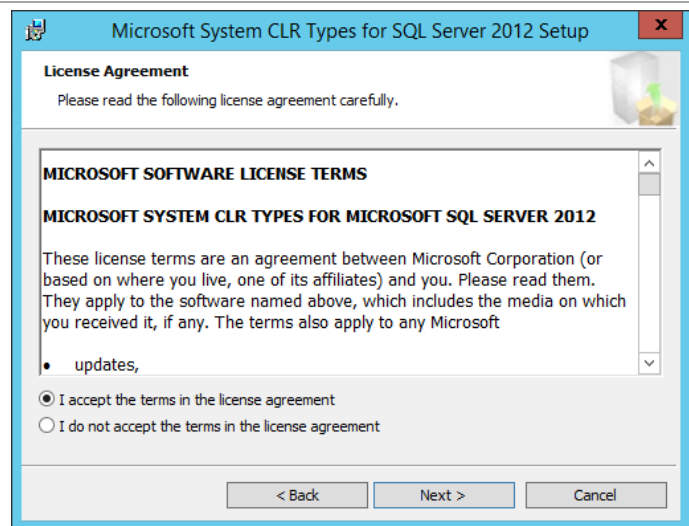 Microsoft System CLR Types for SQL Server 2012 Setup
x
License Agreement
Please read the following license agreement carefully.
MICROSOFT SOFTWARE LICENSE TERMS
MICROSOFT SYSTEM CLR TYPES FOR MICROSOFT SQL SERVER 2012
These license terms are an agreement between Microsoft Corporation (or
based on where you live, one of its affiliates) and you. Please read them.
They apply to the software named above, which includes the media on which
you received it, if any. The terms also apply to any Microsoft
• updates,
I accept the terms in the license agreement
I do not accept the terms in the license agreement
< Back Next > Cancel